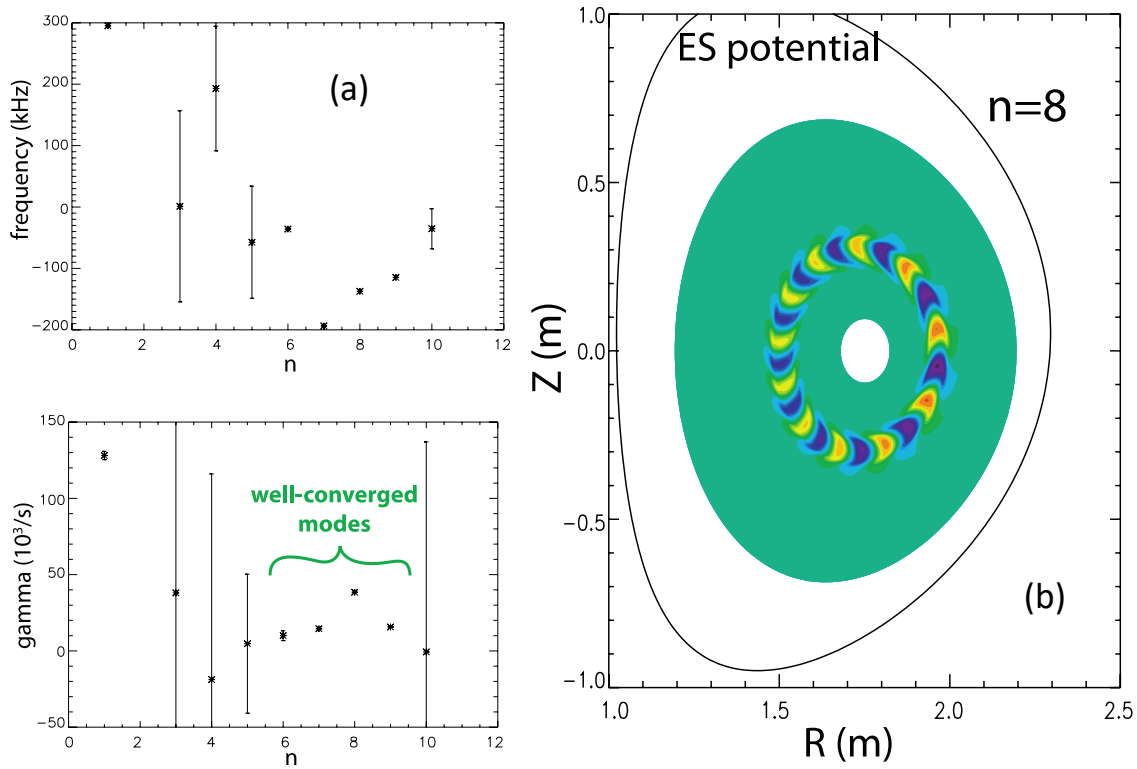 300
200
100
0
−100
−200
frequency (kHz)
(a)
0 2 4 6 8 10 12
n
150
100
50
0
−50
gamma (10³/s)
well-converged
modes
0 2 4 6 8 10 12
n
ES potential
n=8
1.0
0.5
0.0
−0.5
−1.0
Z (m)
(b)
1.0 1.5 2.0 2.5
R (m)